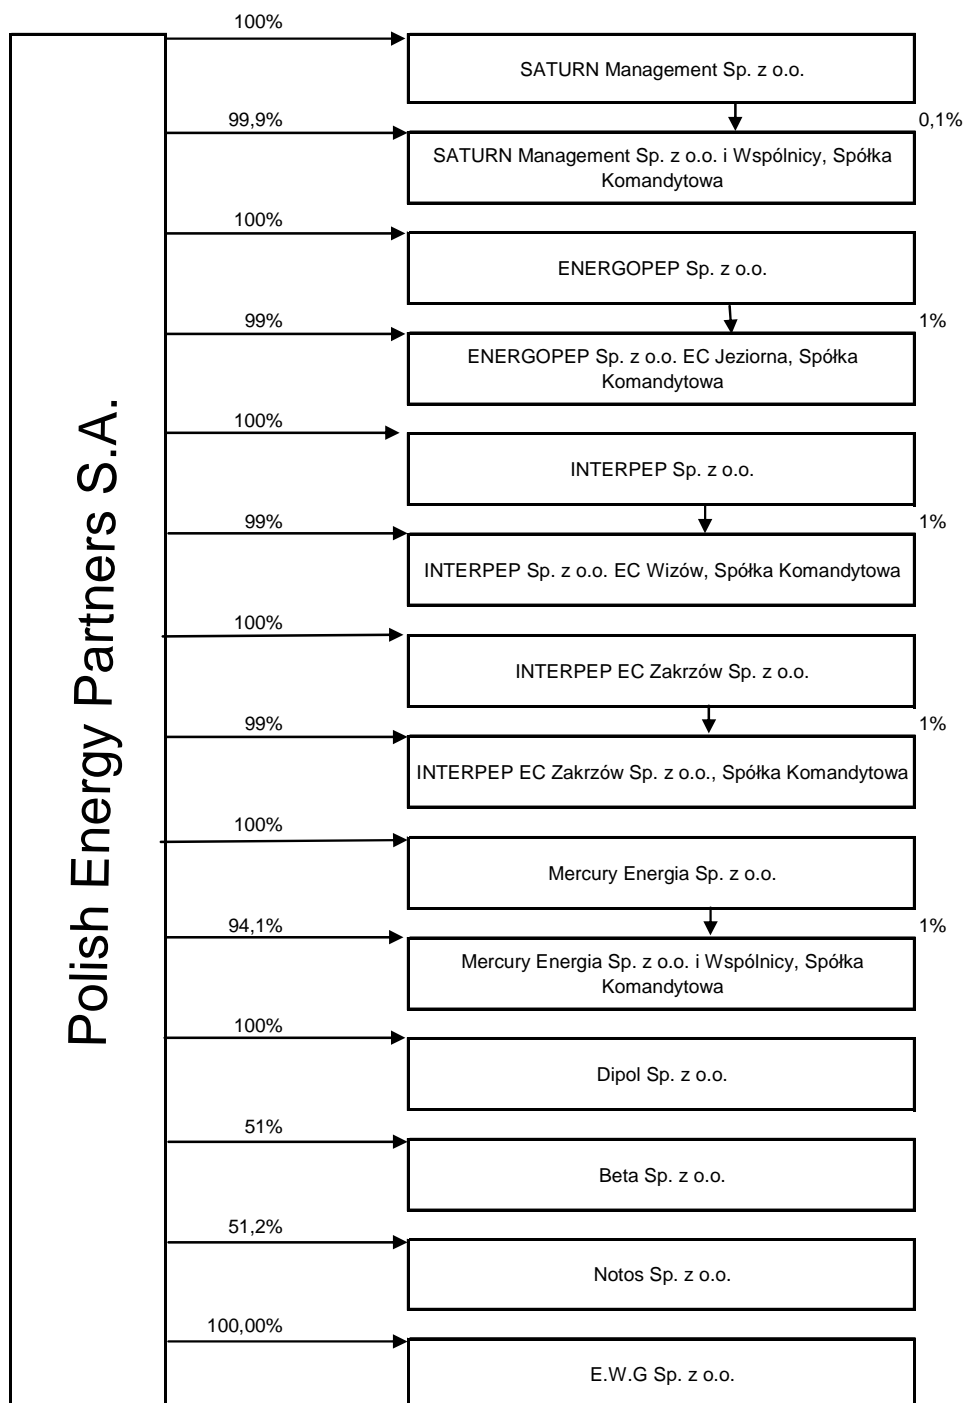 Polish Energy Partners S.A.
100%
SATURN Management Sp. z o.o.
99,9%
0,1%
SATURN Management Sp. z o.o. i Wspólnicy, Spółka
Komandytowa
100%
ENERGOPEP Sp. z o.o.
99%
1%
ENERGOPEP Sp. z o.o. EC Jeziorna, Spółka
Komandytowa
100%
INTERPEP Sp. z o.o.
99%
1%
INTERPEP Sp. z o.o. EC Wizów, Spółka Komandytowa
100%
INTERPEP EC Zakrzów Sp. z o.o.
99%
1%
INTERPEP EC Zakrzów Sp. z o.o., Spółka Komandytowa
100%
Mercury Energia Sp. z o.o.
94,1%
1%
Mercury Energia Sp. z o.o. i Wspólnicy, Spółka
Komandytowa
100%
Dipol Sp. z o.o.
51%
Beta Sp. z o.o.
51,2%
Notos Sp. z o.o.
100,00%
E.W.G Sp. z o.o.